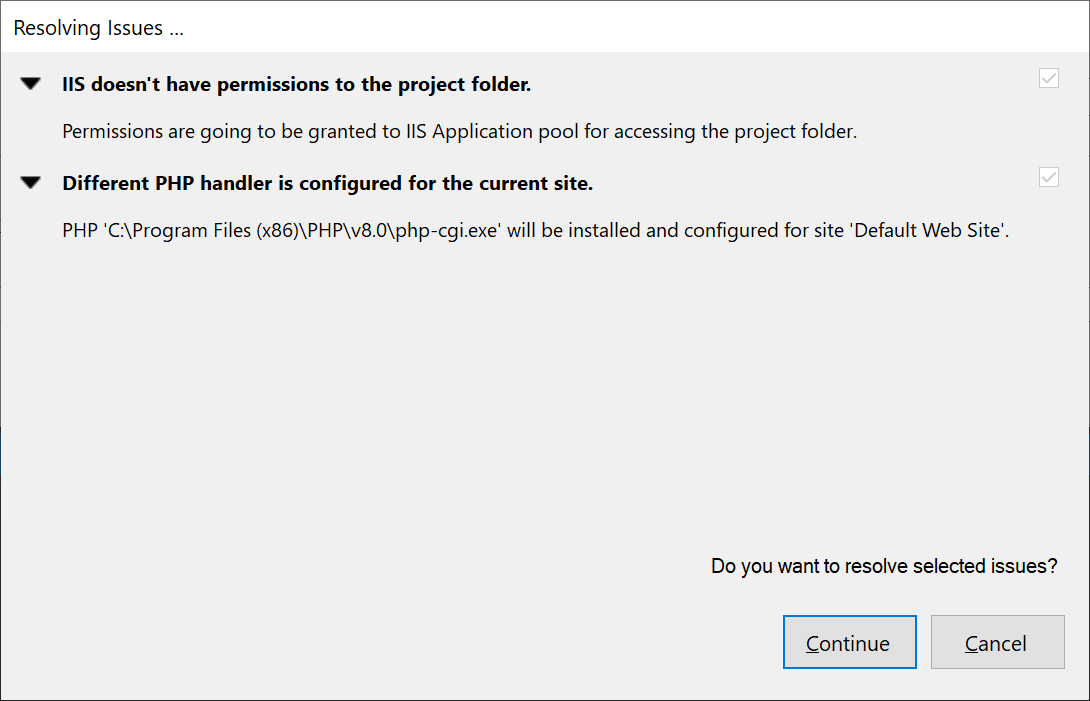 Resolving Issues ...
IIS doesn't have permissions to the project folder.
Permissions are going to be granted to IIS Application pool for accessing the project folder.
Different PHP handler is configured for the current site.
PHP 'C:\Program Files (x86)\PHP\v8.0\php-cgi.exe' will be installed and configured for site 'Default Web Site'.
Do you want to resolve selected issues?
Continue
Cancel